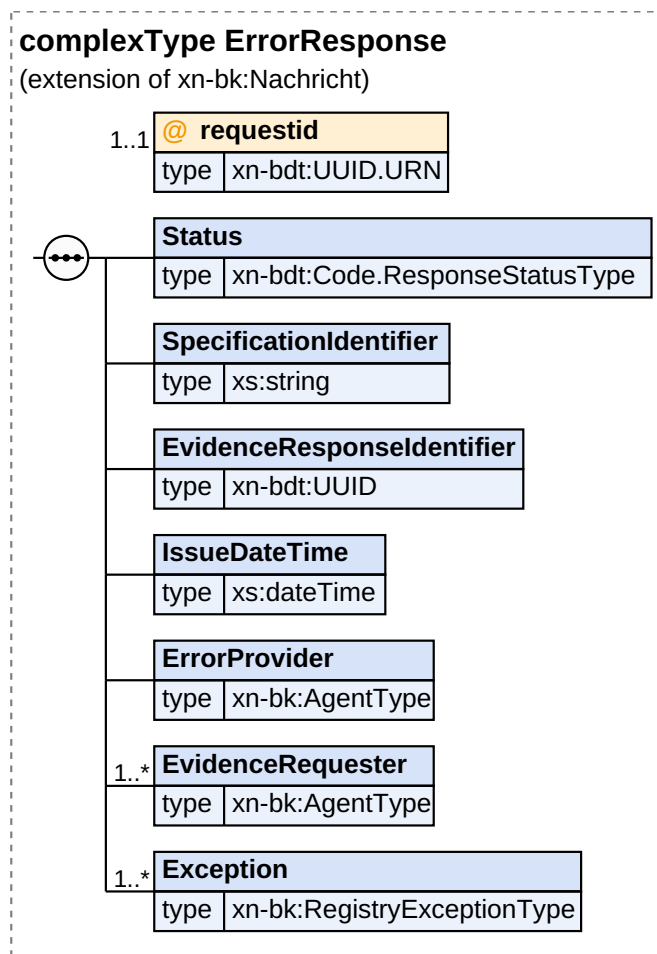 complexType ErrorResponse
(extension of xn-bk:Nachricht)
1..1 @ requestid
type xn-bdt:UUID.URN
Status
type xn-bdt:Code.ResponseStatusType
SpecificationIdentifier
type xs:string
EvidenceResponseIdentifier
type xn-bdt:UUID
IssueDateTime
type xs:dateTime
ErrorProvider
type xn-bk:AgentType
1..* EvidenceRequester
type xn-bk:AgentType
1..* Exception
type xn-bk:RegistryExceptionType